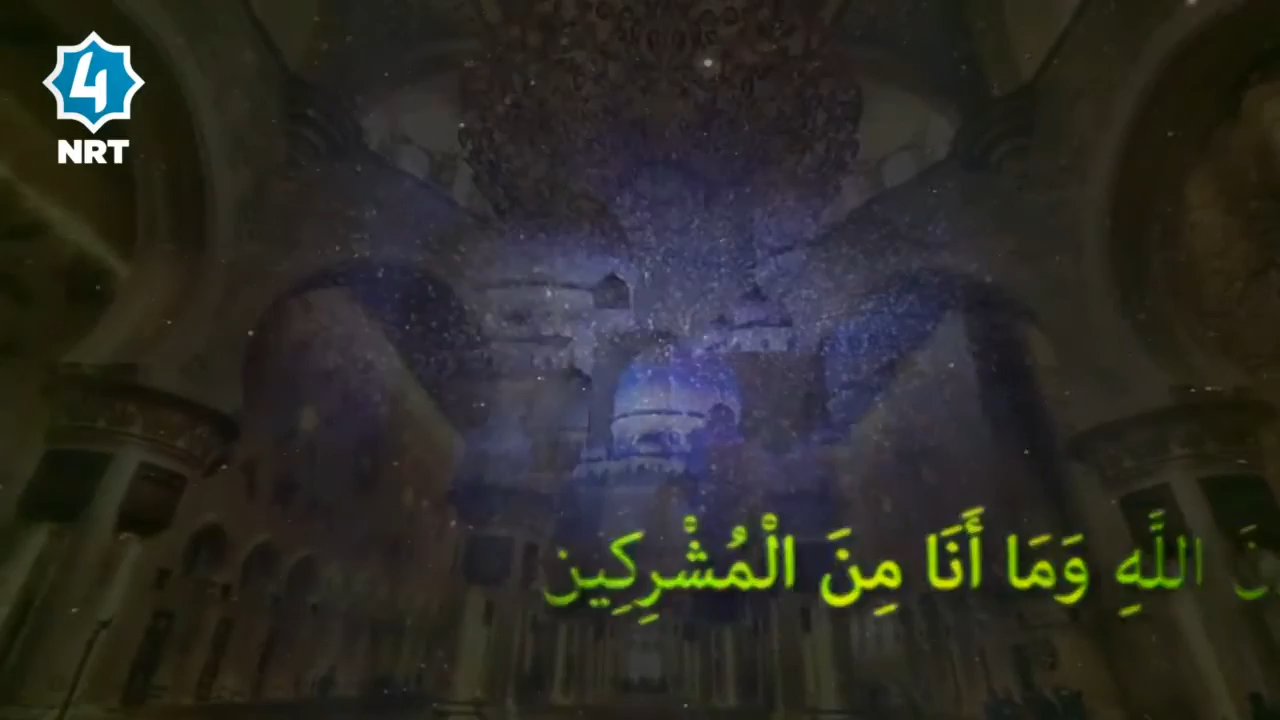 4
NRT
اللَّهِ وَمَا أَنَا مِنَ الْمُشْرِكِين